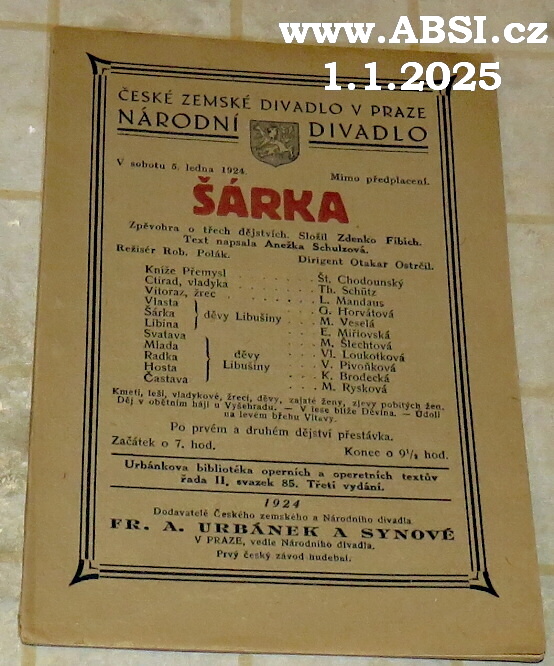 www.ABSI.cz
1.1.2025
ČESKÉ ZEMSKÉ DIVADLO V PRAZE
NÁRODNÍ DIVADLO
V sobotu 5. ledna 1924. Mimo předplacení.
ŠÁRKA
Zpěvohra o třech dějstvích. Složil Zdenko Fibich.
Text napsala Anežka Schulzová.
Režisér Rob. Polák. Dirigent Otakar Ostrčil.
Kníže Přemysl . . . . . Št. Chodounský
Ctirad, vladyka . . . . . Th. Schütz
Vitoraz, žrec . . . . . L. Mandaus
Vlasta . . . G. Horvátová
Šárka děvy Libušiny . . . M. Veselá
Libina . . . E. Miřiovská
Svatava . . . M. Šlechtová
Mlada . . . Vl. Loukotková
Radka děvy . . . V. Pivoňková
Hosta Libušiny . . . K. Brodecká
Častava . . . M. Rysková
Kmeti, leši, vladykové, žreci, děvy, zajaté ženy, zjevy pobitých žen.
Děj v obětním háji u Vyšehradu. — V lese blíže Děvína. — Údolí
na levém břehu Vltavy.
Po prvém a druhém dějství přestávka.
Začátek o 7. hod. Konec o 9½ hod.
Urbánkova bibliotéka operních a operetních textův
řada II, svazek 85. Třetí vydání.
1924
Dodavatelé Českého zemského a Národního divadla
FR. A. URBÁNEK A SYNOVÉ
V PRAZE, vedle Národního divadla.
Prvý český závod hudební.